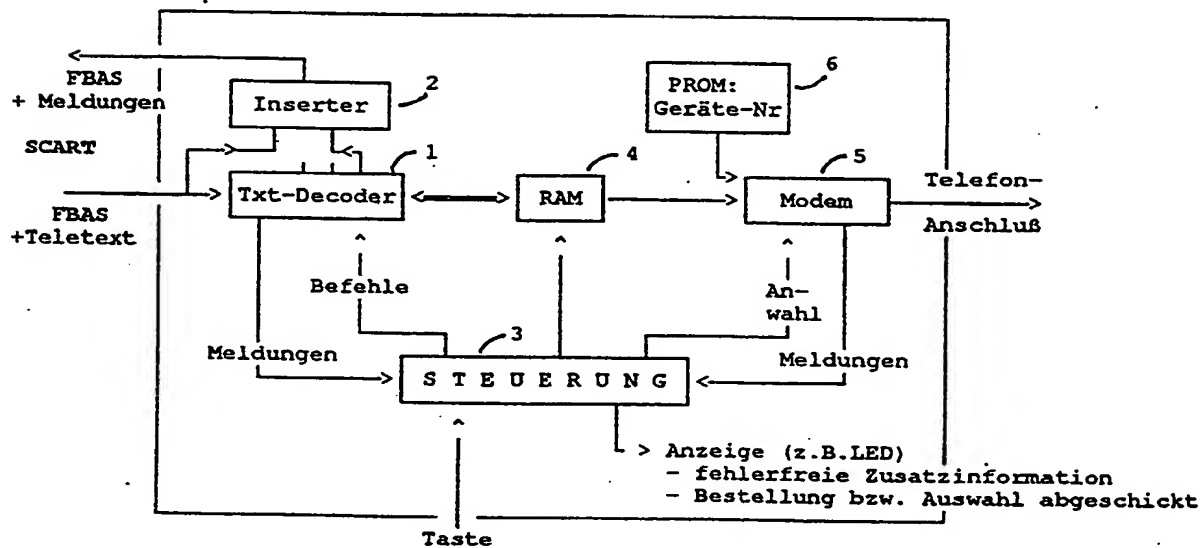 FBAS
+ Meldungen
SCART
FBAS
+Teletext
2
Inserter
1
Txt-Decoder
4
RAM
6
PROM:
Geräte-Nr
5
Modem
Telefon-
Anschluß
Befehle
An-
wahl
Meldungen
Meldungen
3
S T E U E R U N G
> Anzeige (z.B.LED)
- fehlerfreie Zusatzinformation
- Bestellung bzw. Auswahl abgeschickt
Taste